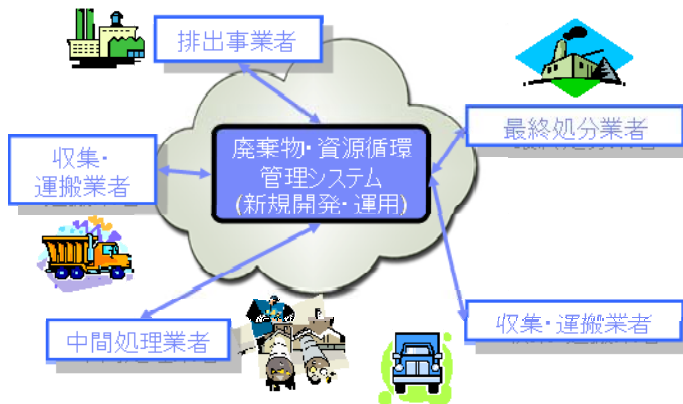 排出事業者
最終処分業者
収集・
運搬業者
廃棄物・資源循環
管理システム
(新規開発・運用)
中間処理業者
収集・運搬業者